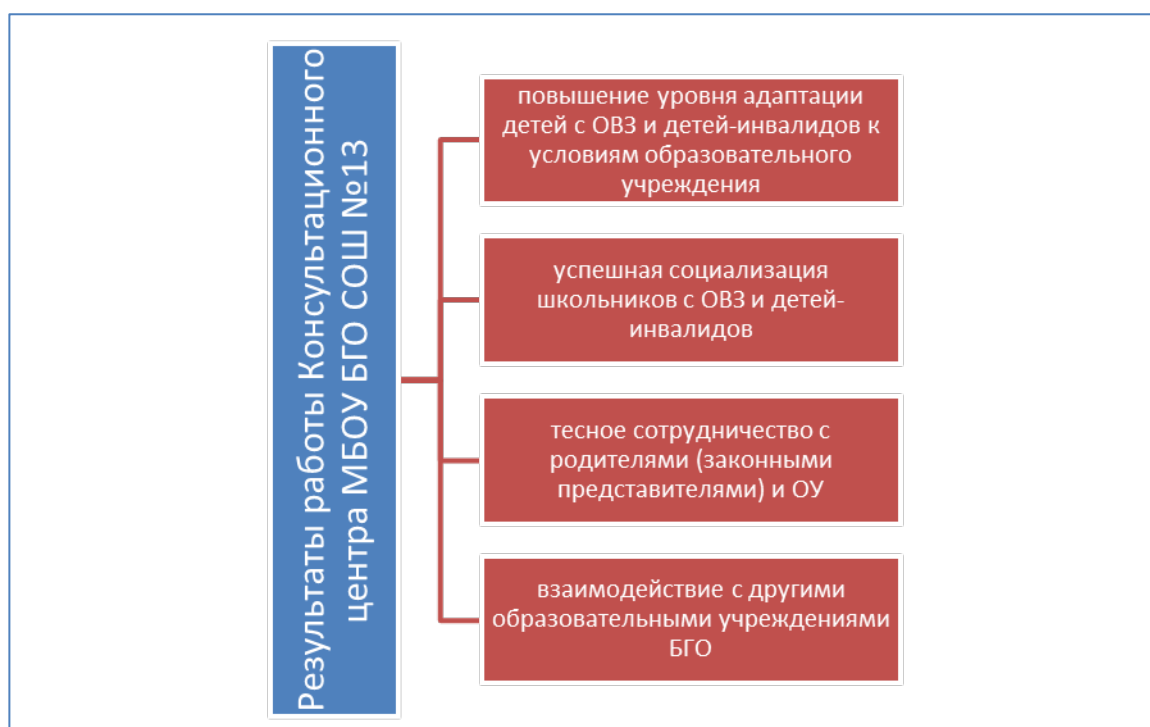 Результаты работы Консультационного
центра МБОУ БГО СОШ №13
повышение уровня адаптации
детей с ОВЗ и детей-инвалидов к
условиям образовательного
учреждения
успешная социализация
школьников с ОВЗ и детей-
инвалидов
тесное сотрудничество с
родителями (законными
представителями) и ОУ
взаимодействие с другими
образовательными учреждениями
БГО